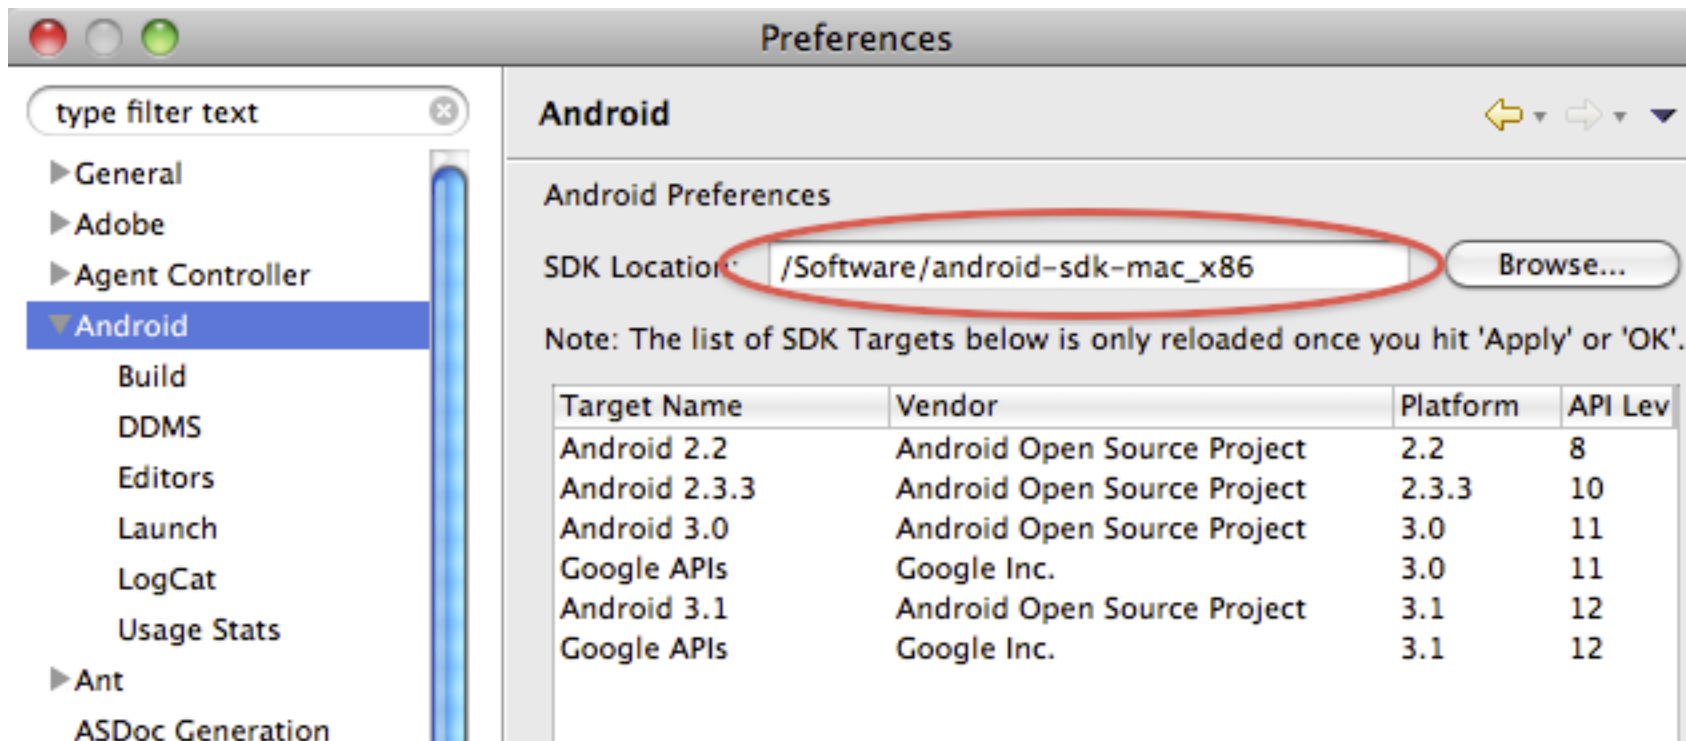 Preferences
type filter text
General
Adobe
Agent Controller
Android
Build
DDMS
Editors
Launch
LogCat
Usage Stats
Ant
ASDoc Generation
Android
Android Preferences
SDK Location: /Software/android-sdk-mac_x86 Browse...
Note: The list of SDK Targets below is only reloaded once you hit 'Apply' or 'OK'.
Target Name Vendor Platform API Lev
Android 2.2 Android Open Source Project 2.2 8
Android 2.3.3 Android Open Source Project 2.3.3 10
Android 3.0 Android Open Source Project 3.0 11
Google APIs Google Inc. 3.0 11
Android 3.1 Android Open Source Project 3.1 12
Google APIs Google Inc. 3.1 12